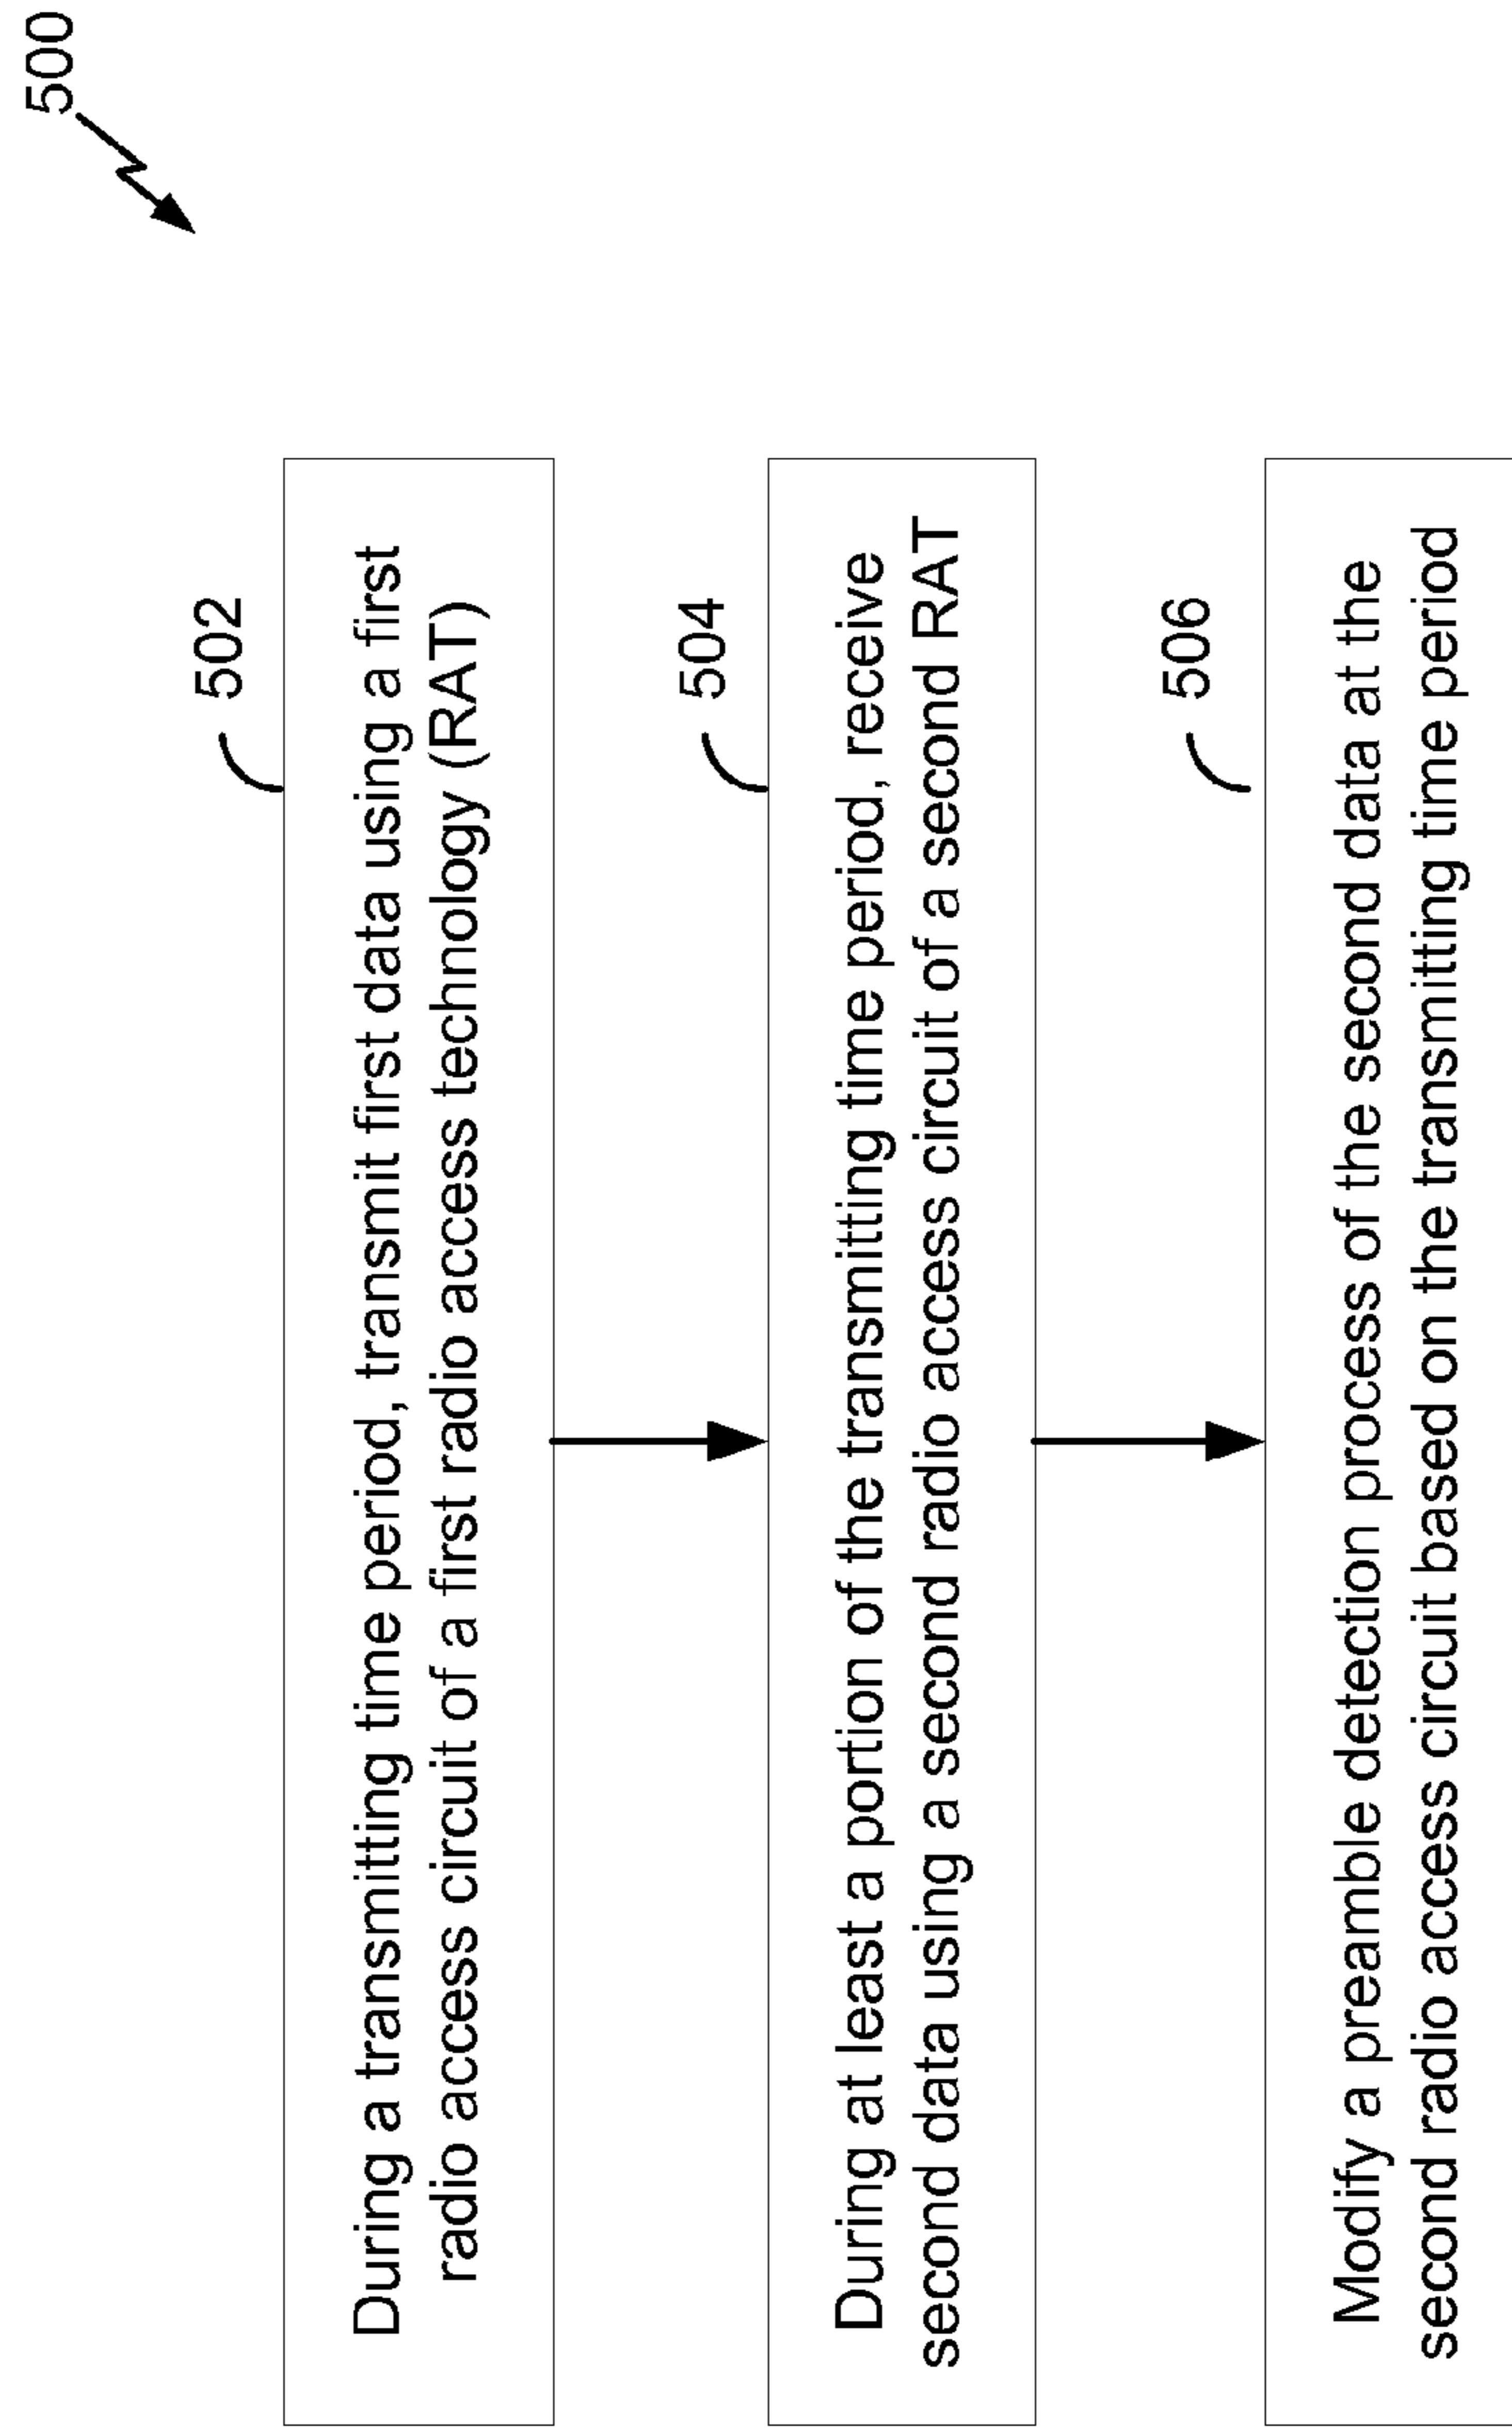 500
502
During a transmitting time period, transmit first data using a first
radio access circuit of a first radio access technology (RAT)
504
During at least a portion of the transmitting time period, receive
second data using a second radio access circuit of a second RAT
506
Modify a preamble detection process of the second data at the
second radio access circuit based on the transmitting time period